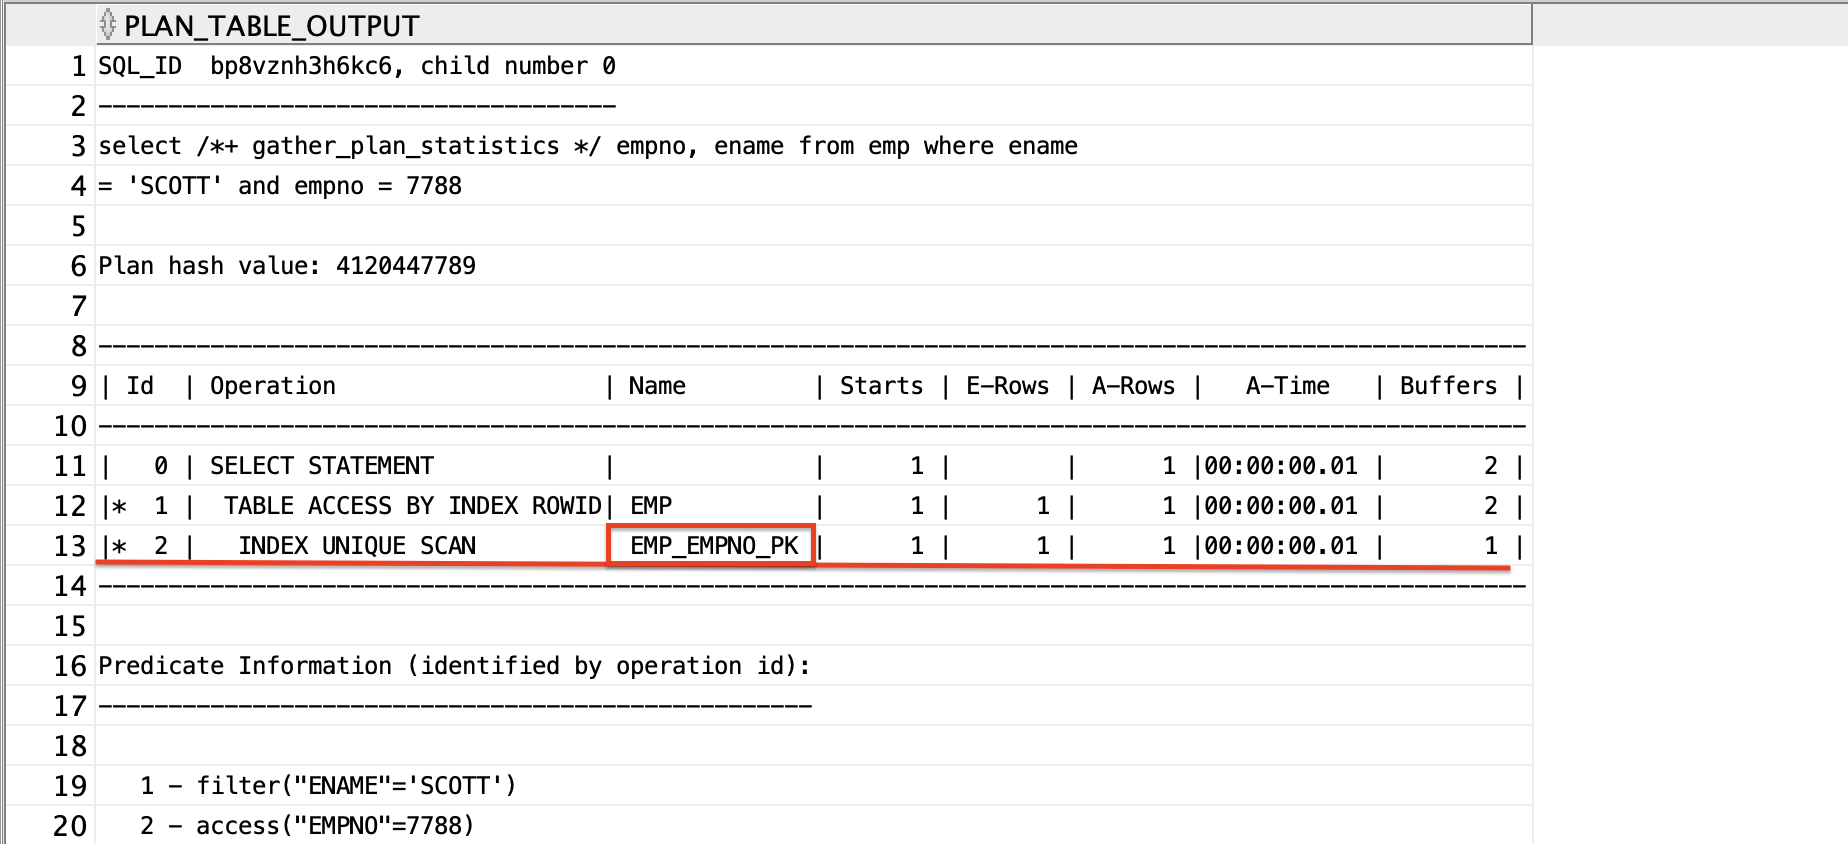 PLAN_TABLE_OUTPUT
1 SQL_ID  bp8vznh3h6kc6, child number 0
2 -------------------------------------
3 select /*+ gather_plan_statistics */ empno, ename from emp where ename
4 = 'SCOTT' and empno = 7788
5
6 Plan hash value: 4120447789
7
8 ------------------------------------------------------------------------------------------------------
9 | Id  | Operation                   | Name         | Starts | E-Rows | A-Rows |   A-Time   | Buffers |
10 ------------------------------------------------------------------------------------------------------
11 |   0 | SELECT STATEMENT            |              |      1 |        |      1 |00:00:00.01 |       2 |
12 |*  1 |  TABLE ACCESS BY INDEX ROWID| EMP          |      1 |      1 |      1 |00:00:00.01 |       2 |
13 |*  2 |   INDEX UNIQUE SCAN         | EMP_EMPNO_PK |      1 |      1 |      1 |00:00:00.01 |       1 |
14 ------------------------------------------------------------------------------------------------------
15
16 Predicate Information (identified by operation id):
17 ---------------------------------------------------
18
19    1 - filter("ENAME"='SCOTT')
20    2 - access("EMPNO"=7788)